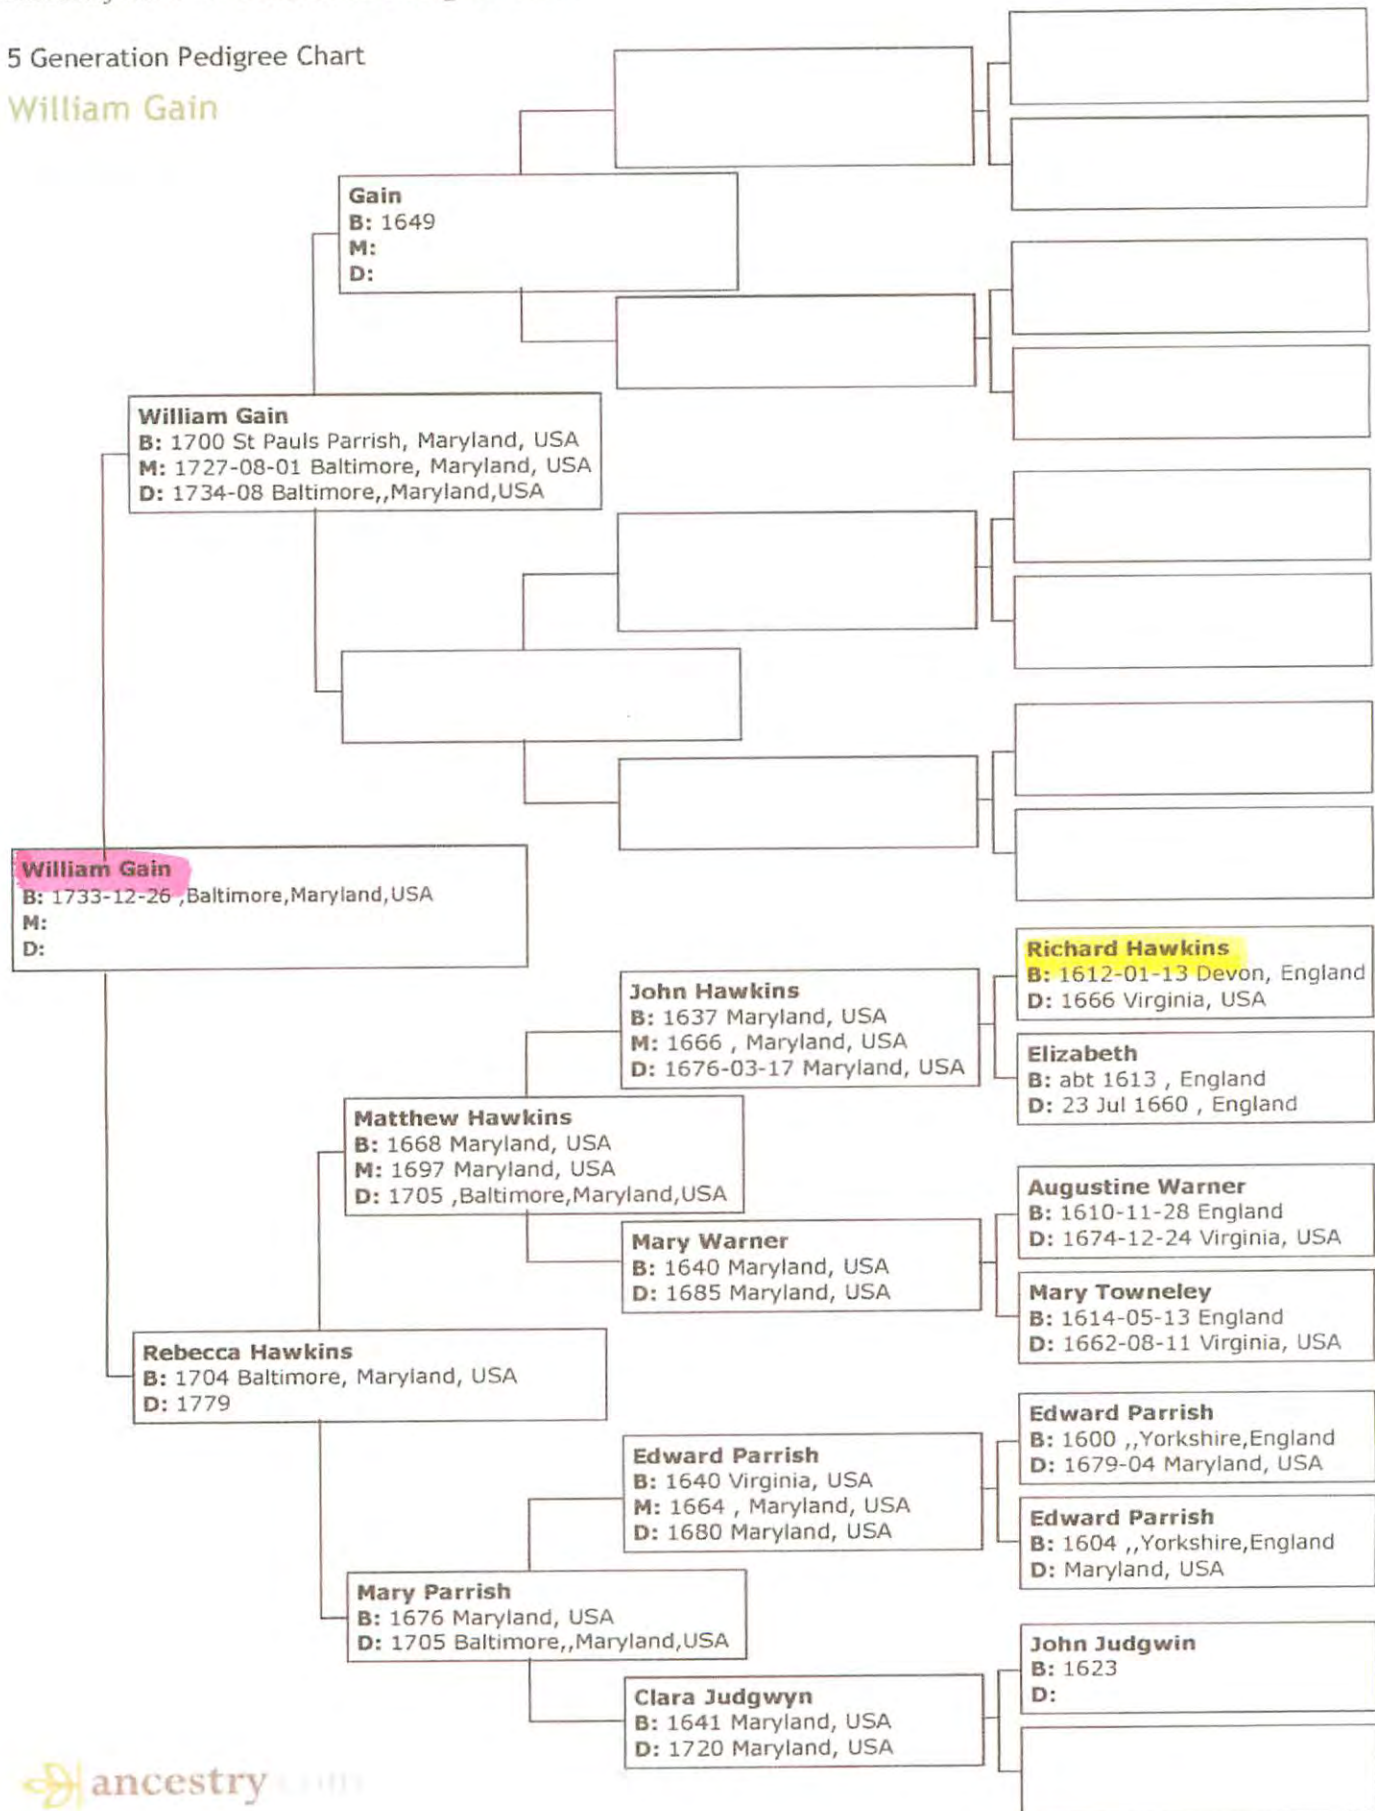 5 Generation Pedigree Chart
William Gain
Gain
B: 1649
M:
D:
William Gain
B: 1700 St Pauls Parrish, Maryland, USA
M: 1727-08-01 Baltimore, Maryland, USA
D: 1734-08 Baltimore,,Maryland,USA
William Gain
B: 1733-12-26 ,Baltimore,Maryland,USA
M:
D:
Richard Hawkins
B: 1612-01-13 Devon, England
D: 1666 Virginia, USA
John Hawkins
B: 1637 Maryland, USA
M: 1666 , Maryland, USA
D: 1676-03-17 Maryland, USA
Elizabeth
B: abt 1613 , England
D: 23 Jul 1660 , England
Matthew Hawkins
B: 1668 Maryland, USA
M: 1697 Maryland, USA
D: 1705 ,Baltimore,Maryland,USA
Augustine Warner
B: 1610-11-28 England
D: 1674-12-24 Virginia, USA
Mary Warner
B: 1640 Maryland, USA
D: 1685 Maryland, USA
Mary Towneley
B: 1614-05-13 England
D: 1662-08-11 Virginia, USA
Rebecca Hawkins
B: 1704 Baltimore, Maryland, USA
D: 1779
Edward Parrish
B: 1600 ,,Yorkshire,England
D: 1679-04 Maryland, USA
Edward Parrish
B: 1640 Virginia, USA
M: 1664 , Maryland, USA
D: 1680 Maryland, USA
Edward Parrish
B: 1604 ,,Yorkshire,England
D: Maryland, USA
Mary Parrish
B: 1676 Maryland, USA
D: 1705 Baltimore,,Maryland,USA
John Judgwin
B: 1623
D:
Clara Judgwyn
B: 1641 Maryland, USA
D: 1720 Maryland, USA
ancestry